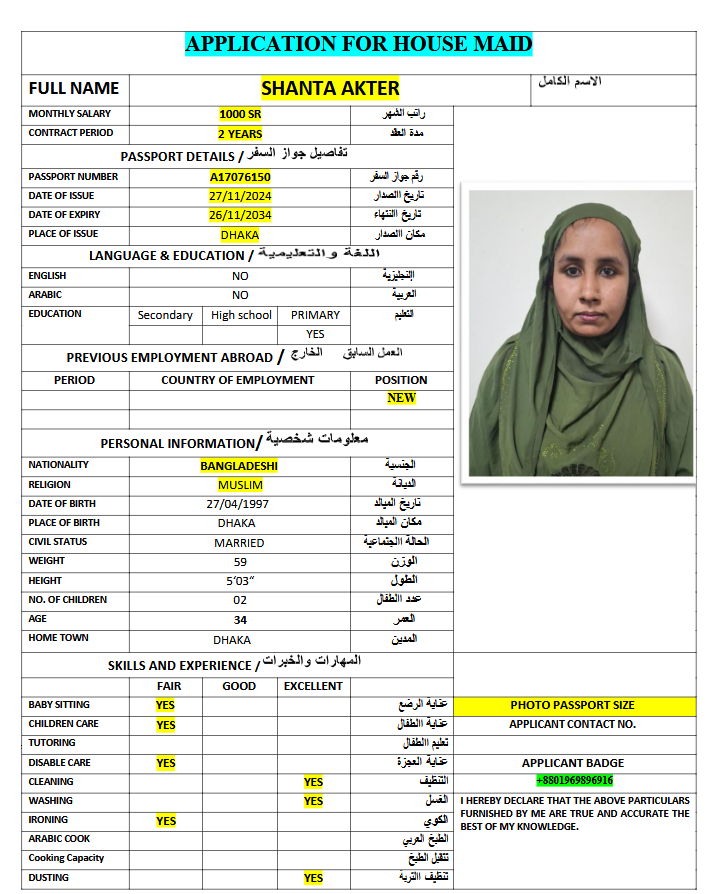 APPLICATION FOR HOUSE MAID
FULL NAME SHANTA AKTER الاسم الكامل
MONTHLY SALARY 1000 SR راتب الشهر
CONTRACT PERIOD 2 YEARS مدة العقد
PASSPORT DETAILS / تفاصيل جواز السفر
PASSPORT NUMBER A17076150 رقم جواز السفر
DATE OF ISSUE 27/11/2024 تاريخ االصدار
DATE OF EXPIRY 26/11/2034 تاريخ االنتهاء
PLACE OF ISSUE DHAKA مكان االصدار
LANGUAGE & EDUCATION / اللغة والتعليمية
ENGLISH NO اإلنجليزية
ARABIC NO العربية
EDUCATION Secondary High school PRIMARY التعليم
YES
PREVIOUS EMPLOYMENT ABROAD / العمل السابق الخارج
PERIOD COUNTRY OF EMPLOYMENT POSITION
NEW
PERSONAL INFORMATION/ معلومات شخصية
NATIONALITY BANGLADESHI الجنسية
RELIGION MUSLIM الديانة
DATE OF BIRTH 27/04/1997 تاريخ الميالد
PLACE OF BIRTH DHAKA مكان الميالد
CIVIL STATUS MARRIED الحالة االجتماعية
WEIGHT 59 الوزن
HEIGHT 5‘03“ الطول
NO. OF CHILDREN 02 عدد االطفال
AGE 34 العمر
HOME TOWN DHAKA المدين
SKILLS AND EXPERIENCE / المهارات والخبرات
FAIR GOOD EXCELLENT
BABY SITTING YES عناية الرضع PHOTO PASSPORT SIZE
CHILDREN CARE YES عناية االطفال APPLICANT CONTACT NO.
TUTORING تعليم االطفال
DISABLE CARE YES عناية العجزة APPLICANT BADGE
CLEANING YES التنظيف +8801969896916
WASHING YES الغسل I HEREBY DECLARE THAT THE ABOVE PARTICULARS
IRONING YES الكوي FURNISHED BY ME ARE TRUE AND ACCURATE THE
ARABIC COOK الطبخ العربي BEST OF MY KNOWLEDGE.
Cooking Capacity تنقيل الطبخ
DUSTING YES تنظيف االتربة